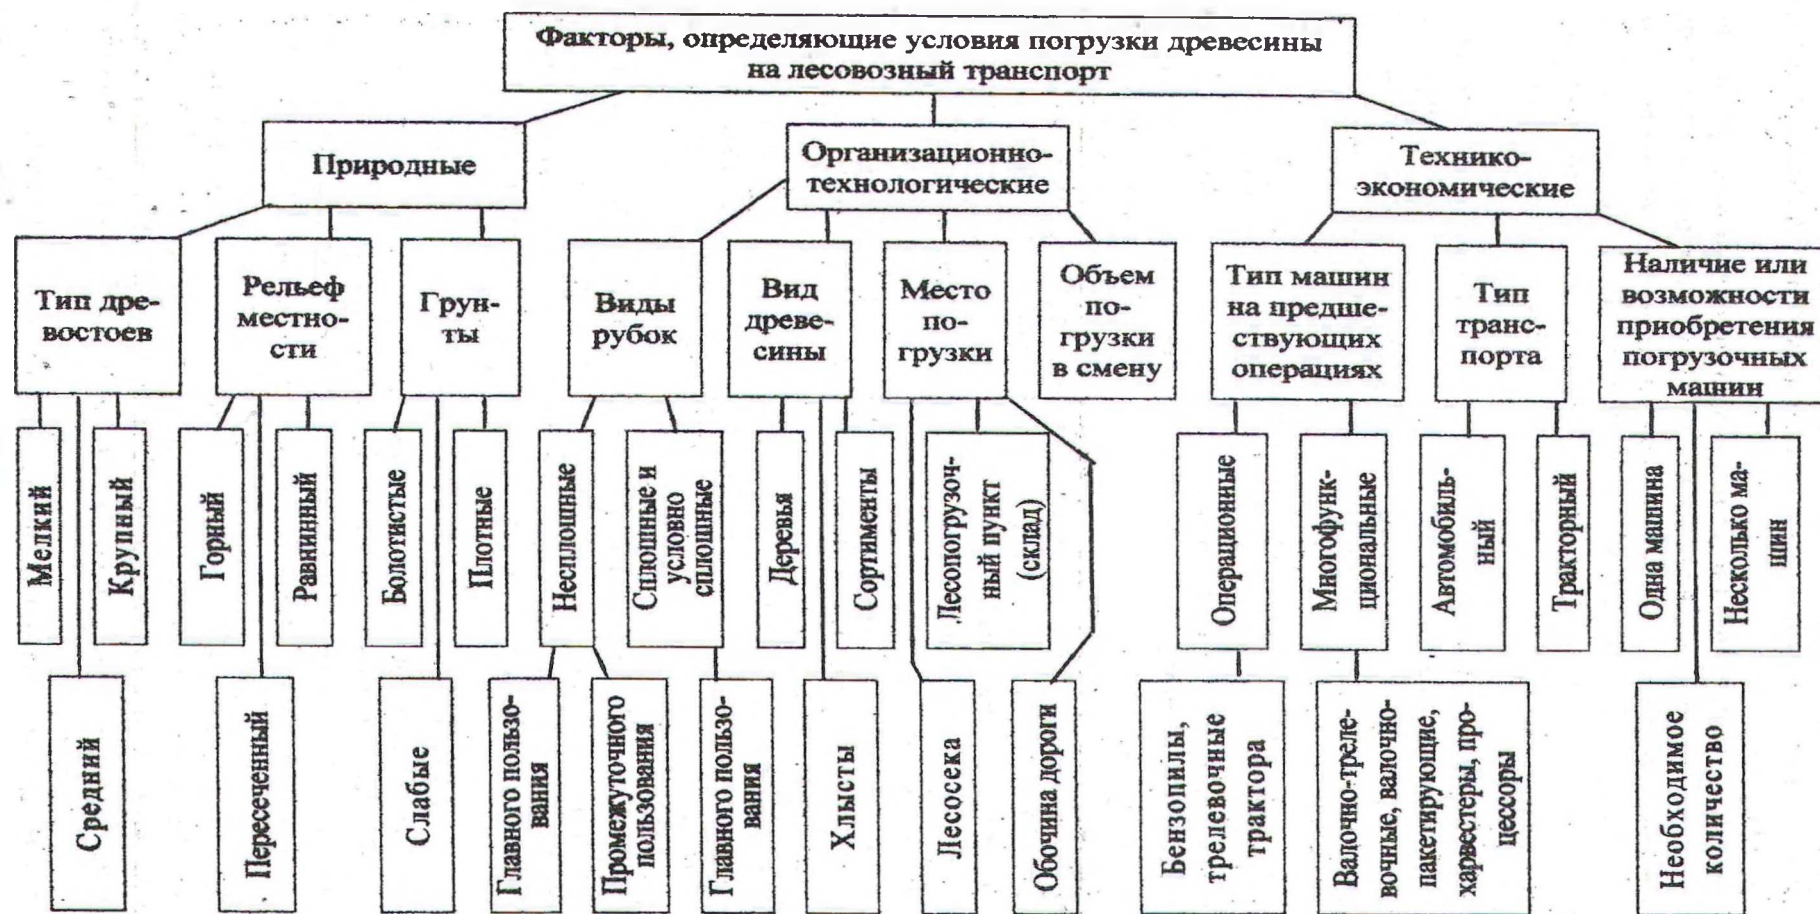 Факторы, определяющие условия погрузки древесины
на лесовозный транспорт
Природные
Организационно-
технологические
Технико-
экономические
Тип дре-
востоев
Рельеф
местно-
сти
Грун-
ты
Виды
рубок
Вид
древе-
сины
Место
по-
грузки
Объем
по-
грузки
в смену
Тип машин
на предше-
ствующих
операциях
Тип
транс-
порта
Наличие или
возможности
приобретения
погрузочных
машин
Мелкий
Крупный
Горный
Равнинный
Болотистые
Плотные
Несплошные
Сплошные и
условно
сплошные
Деревья
Сортименты
Лесопогрузоч-
ный пункт
(склад)
Операционные
Многофунк-
циональные
Автомобиль-
ный
Тракторный
Одна машина
Несколько ма-
шин
Средний
Пересеченный
Слабые
Главного пользо-
вания
Промежуточного
пользования
Главного пользо-
вания
Хлысты
Лесосека
Обочина дороги
Бензопилы,
трелевочные
трактора
Валочно-треле-
вочные, валочно-
пакетирующие,
харвестеры, про-
цессоры
Необходимое
количество